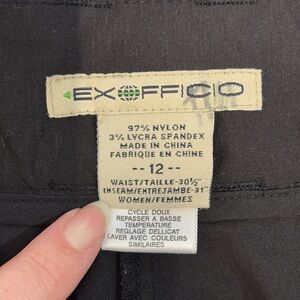 EXOFFICIO
97% NYLON
3% LYCRA SPANDEX
MADE IN CHINA
FABRIQUE EN CHINE
-- 12 --
WAIST/TAILLE-30½"
INSEAM/ENTREJAMBE-31"
WOMEN/FEMMES
CYCLE DOUX
REPASSER A BASSE
TEMPERATURE
REGLAGE DELICAT
LAVER AVEC COULEURS
SIMILAIRES